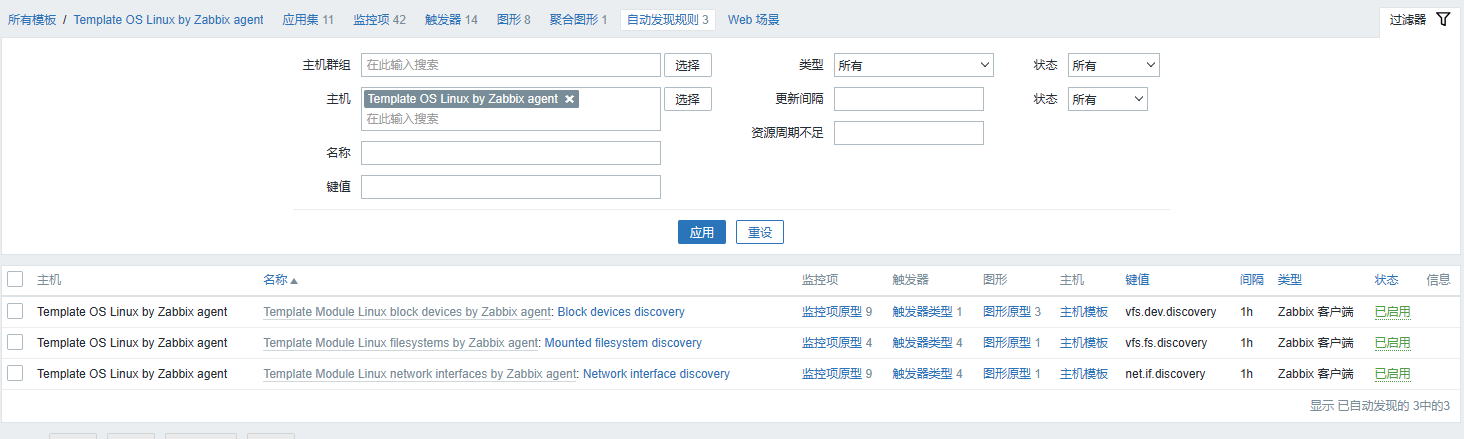 所有模板 / Template OS Linux by Zabbix agent 应用集 11 监控项 42 触发器 14 图形 8 聚合图形 1 自动发现规则 3 Web 场景 过滤器
主机群组 在此输入搜索 选择 类型 所有 状态 所有
主机 Template OS Linux by Zabbix agent 选择 更新间隔 状态 所有
在此输入搜索
资源周期不足
名称
键值
应用 重设
主机 名称 监控项 触发器 图形 主机 键值 间隔 类型 状态 信息
Template OS Linux by Zabbix agent Template Module Linux block devices by Zabbix agent: Block devices discovery 监控项原型 9 触发器类型 1 图形原型 3 主机模板 vfs.dev.discovery 1h Zabbix 客户端 已启用
Template OS Linux by Zabbix agent Template Module Linux filesystems by Zabbix agent: Mounted filesystem discovery 监控项原型 4 触发器类型 4 图形原型 1 主机模板 vfs.fs.discovery 1h Zabbix 客户端 已启用
Template OS Linux by Zabbix agent Template Module Linux network interfaces by Zabbix agent: Network interface discovery 监控项原型 9 触发器类型 4 图形原型 1 主机模板 net.if.discovery 1h Zabbix 客户端 已启用
显示 已自动发现的 3中的3